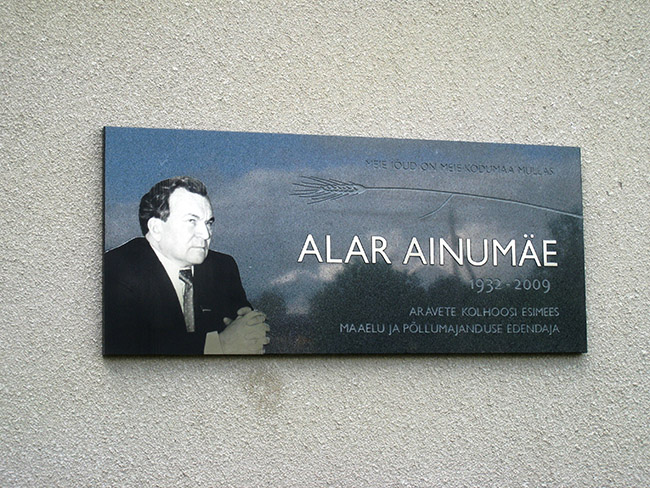 MEIE JÕUD ON MEIE KODUMAA MULLAS
ALAR AINUMÄE
1932 - 2009
ARAVETE KOLHOOSI ESIMEES
MAAELU JA PÕLLUMAJANDUSE EDENDAJA